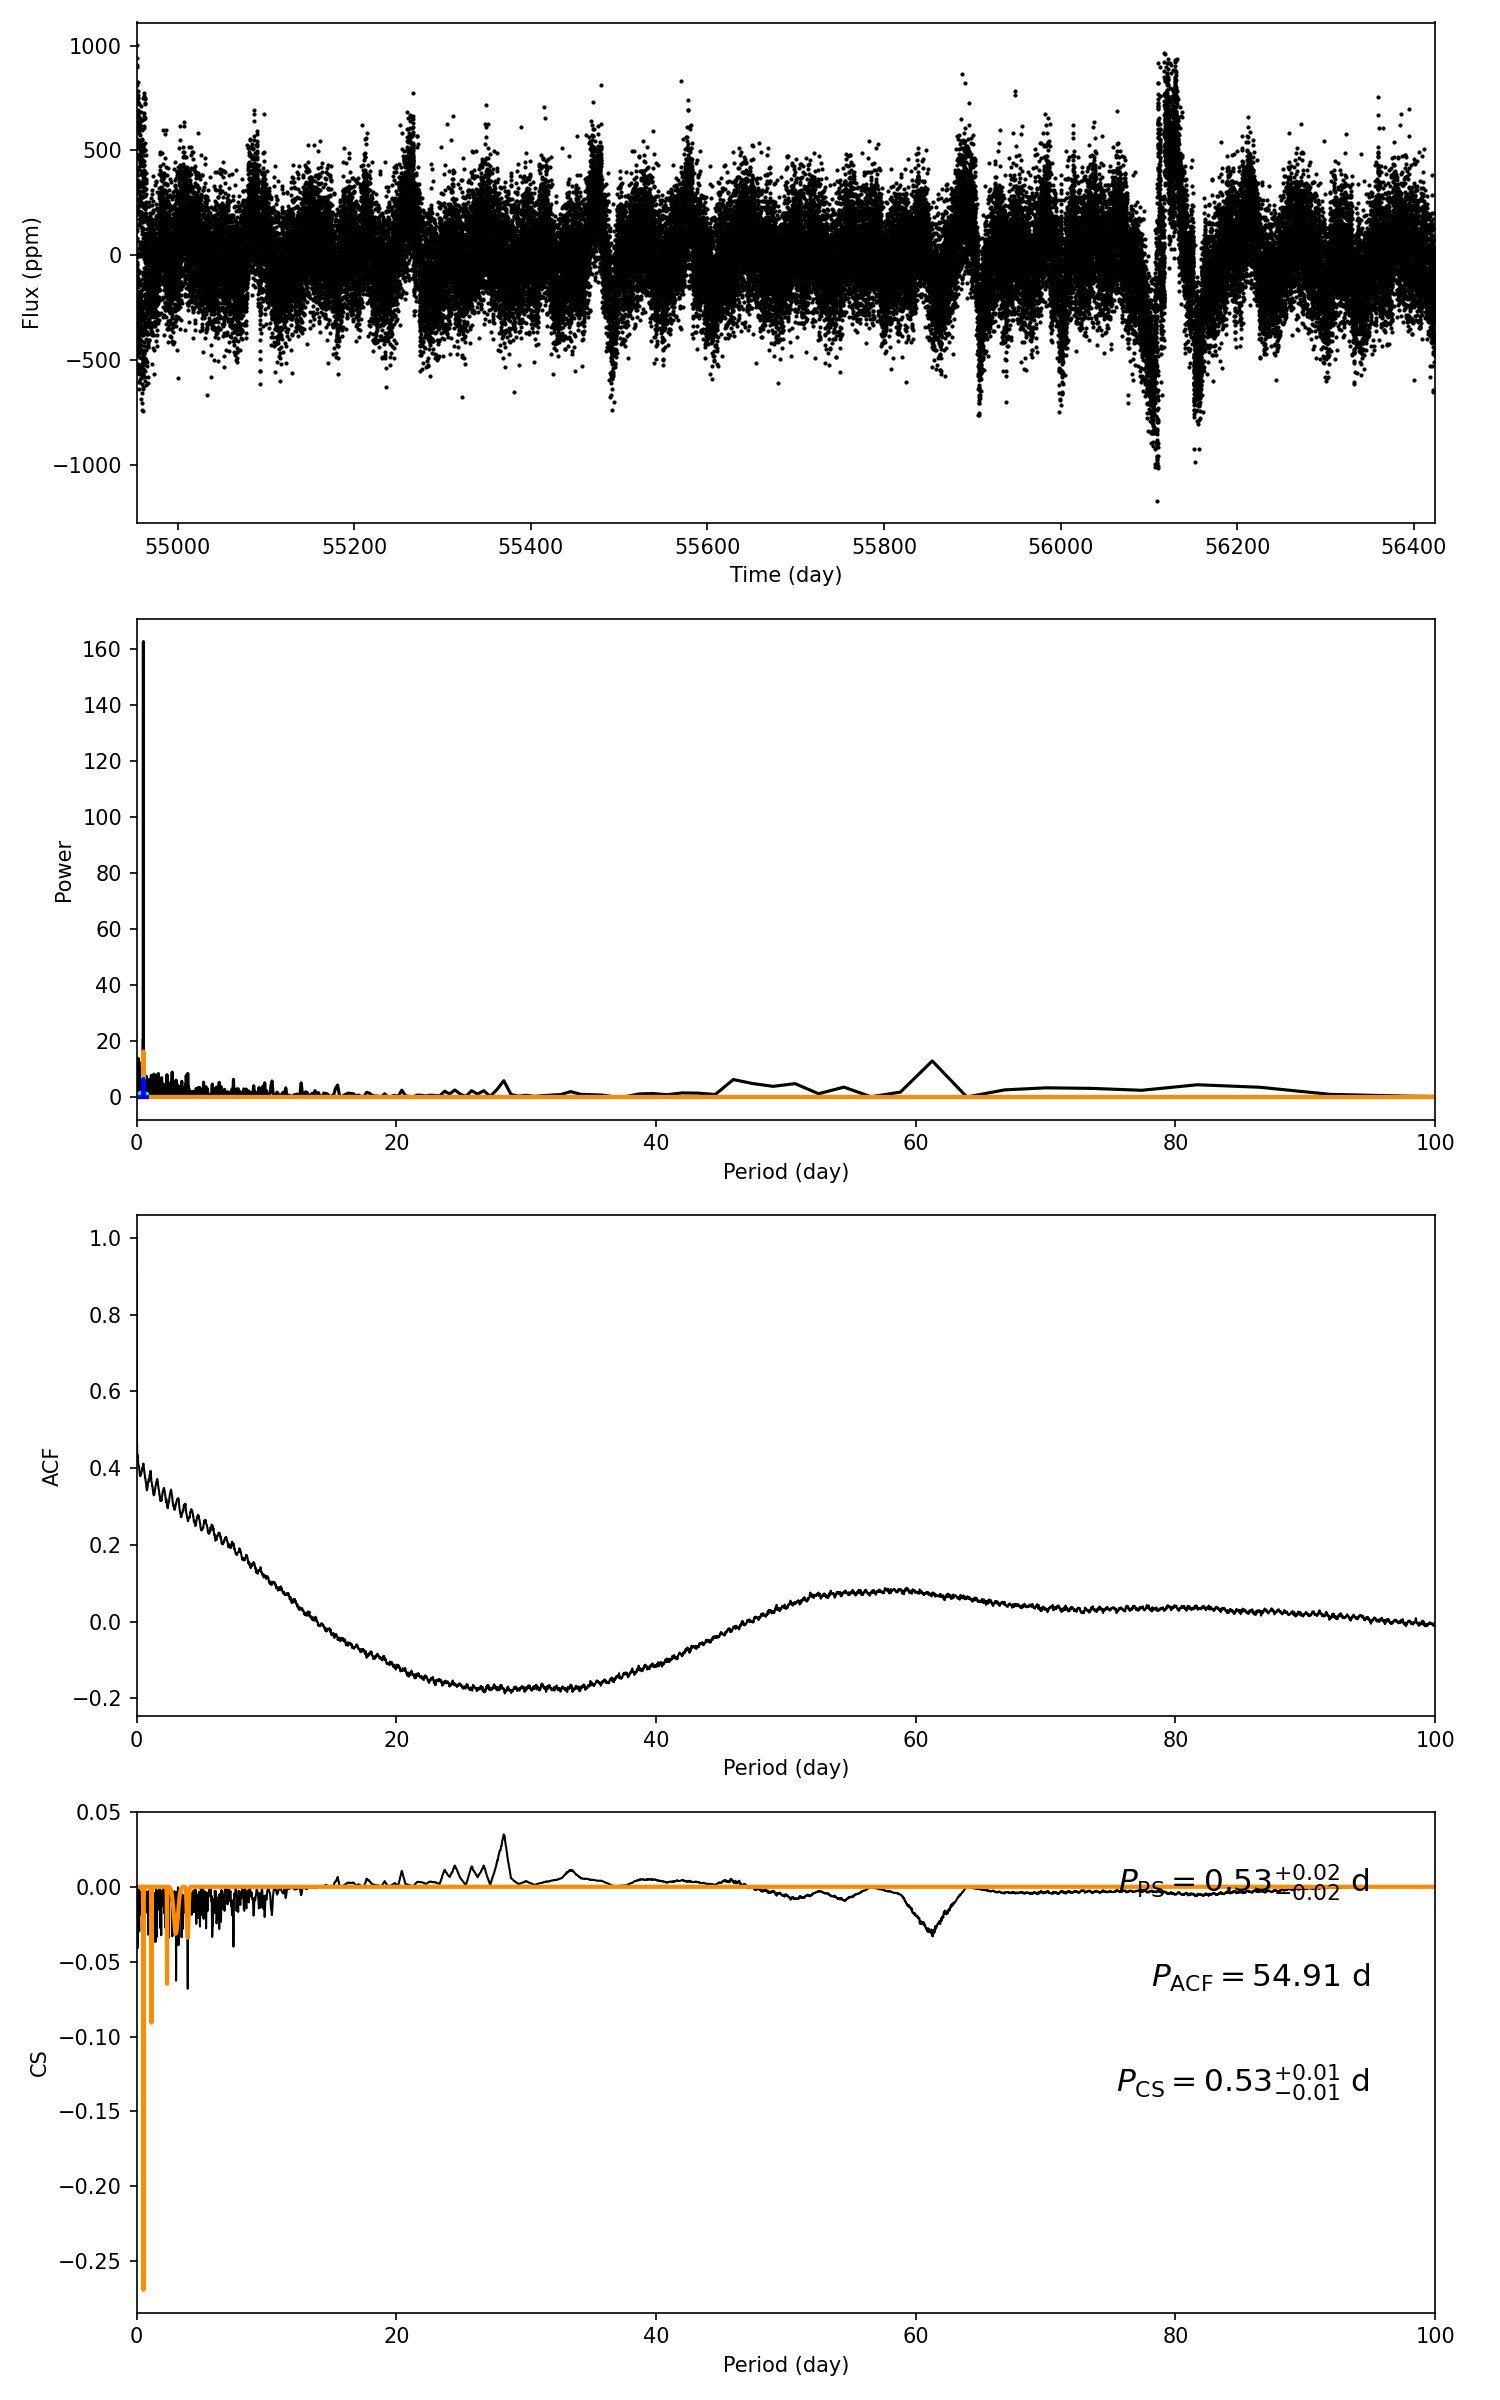 1000
500
0
−500
−1000
Flux (ppm)
55000 55200 55400 55600 55800 56000 56200 56400
Time (day)
160
140
120
100
80
60
40
20
0
Power
0 20 40 60 80 100
Period (day)
1.0
0.8
0.6
0.4
0.2
0.0
−0.2
ACF
0 20 40 60 80 100
Period (day)
0.05
0.00
−0.05
−0.10
−0.15
−0.20
−0.25
CS
P_PS = 0.53^{+0.02}_{−0.02} d
P_ACF = 54.91 d
P_CS = 0.53^{+0.01}_{−0.01} d
0 20 40 60 80 100
Period (day)